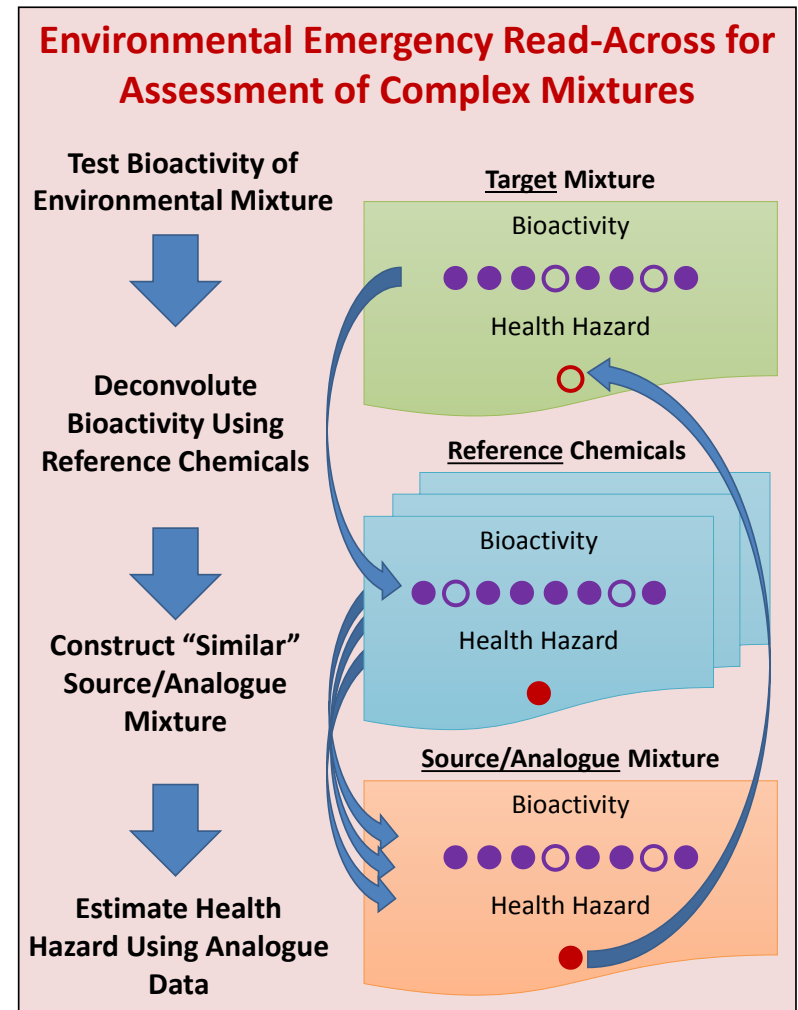 Environmental Emergency Read-Across for
Assessment of Complex Mixtures
Test Bioactivity of
Environmental Mixture
Deconvolute
Bioactivity Using
Reference Chemicals
Construct “Similar”
Source/Analogue
Mixture
Estimate Health
Hazard Using Analogue
Data
Target Mixture
Bioactivity
Health Hazard
Reference Chemicals
Bioactivity
Health Hazard
Source/Analogue Mixture
Bioactivity
Health Hazard